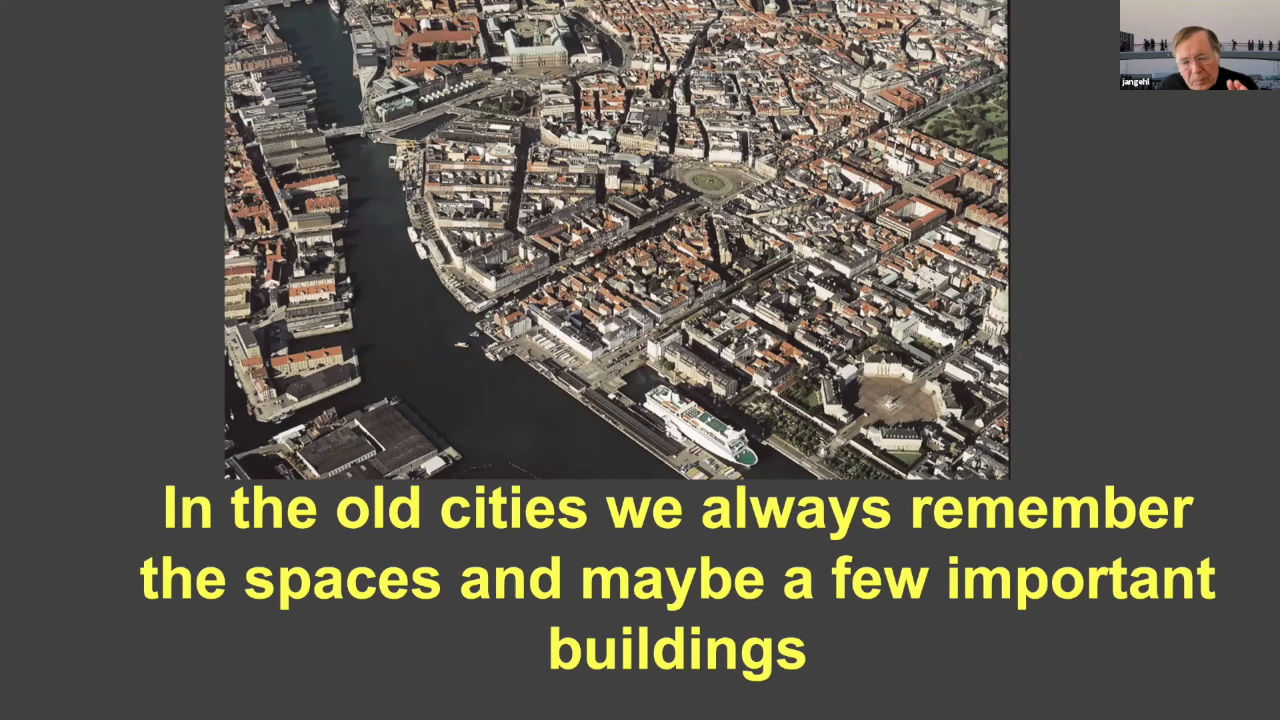 jangehl
In the old cities we always remember
the spaces and maybe a few important
buildings